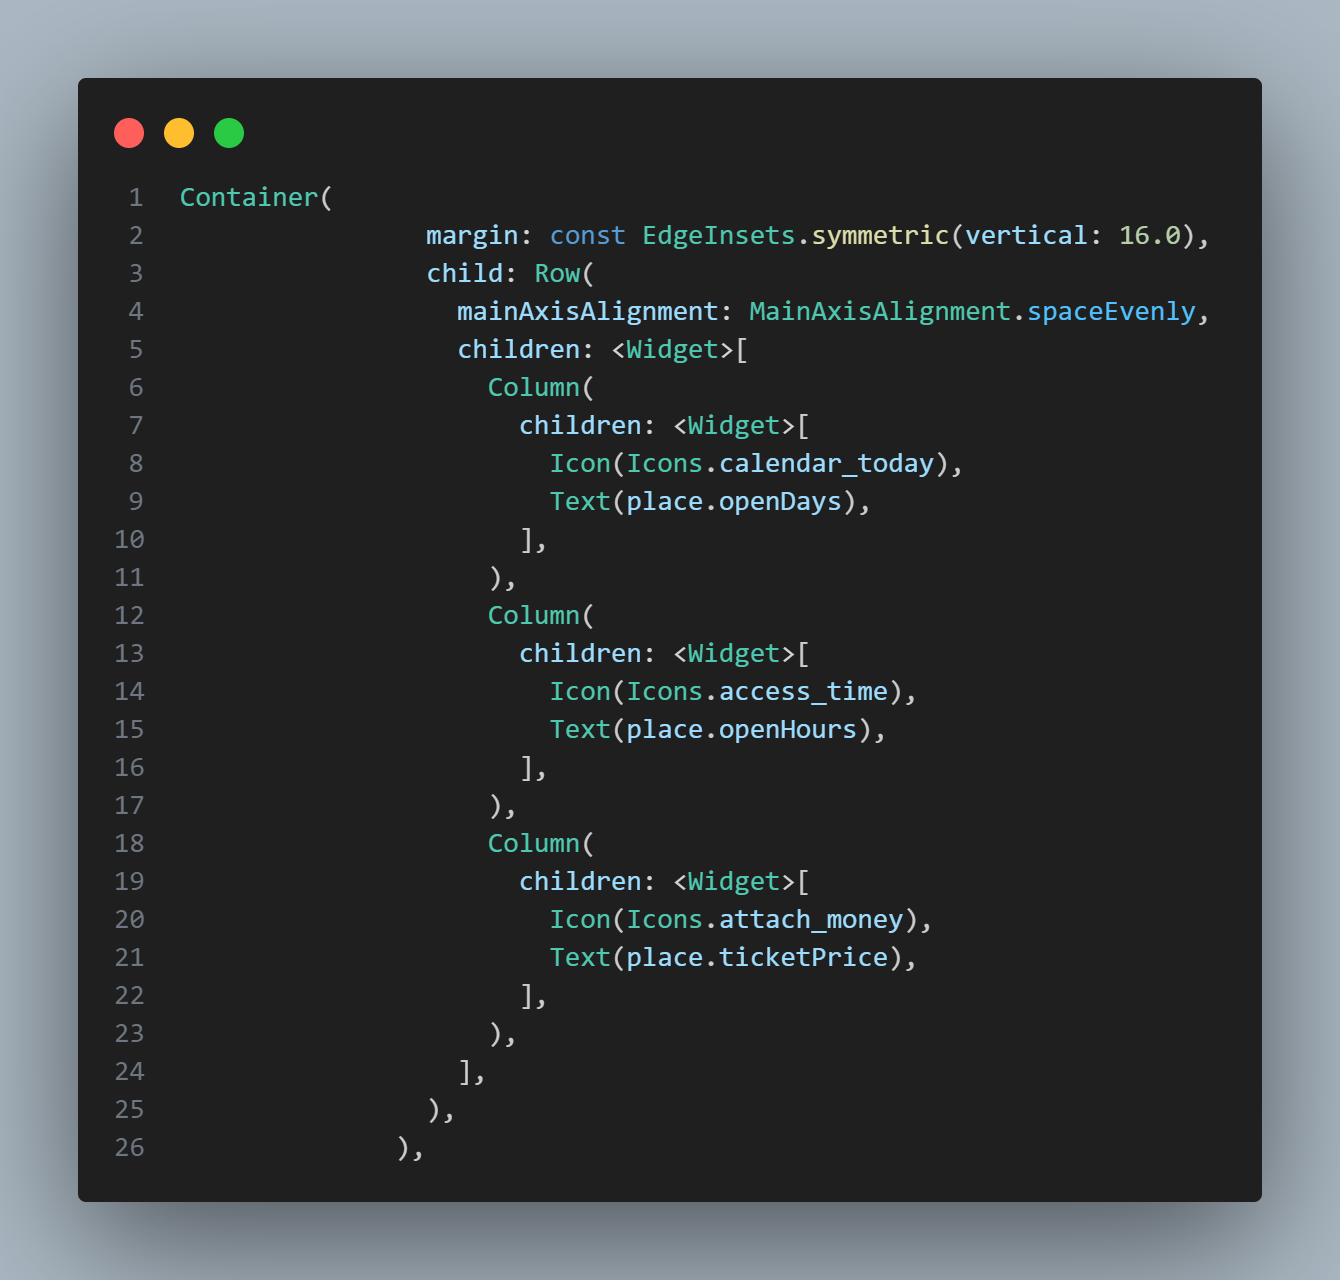 1 Container(
2                 margin: const EdgeInsets.symmetric(vertical: 16.0),
3                 child: Row(
4                   mainAxisAlignment: MainAxisAlignment.spaceEvenly,
5                   children: <Widget>[
6                     Column(
7                       children: <Widget>[
8                         Icon(Icons.calendar_today),
9                         Text(place.openDays),
10                       ],
11                     ),
12                     Column(
13                       children: <Widget>[
14                         Icon(Icons.access_time),
15                         Text(place.openHours),
16                       ],
17                     ),
18                     Column(
19                       children: <Widget>[
20                         Icon(Icons.attach_money),
21                         Text(place.ticketPrice),
22                       ],
23                     ),
24                   ],
25                 ),
26               ),